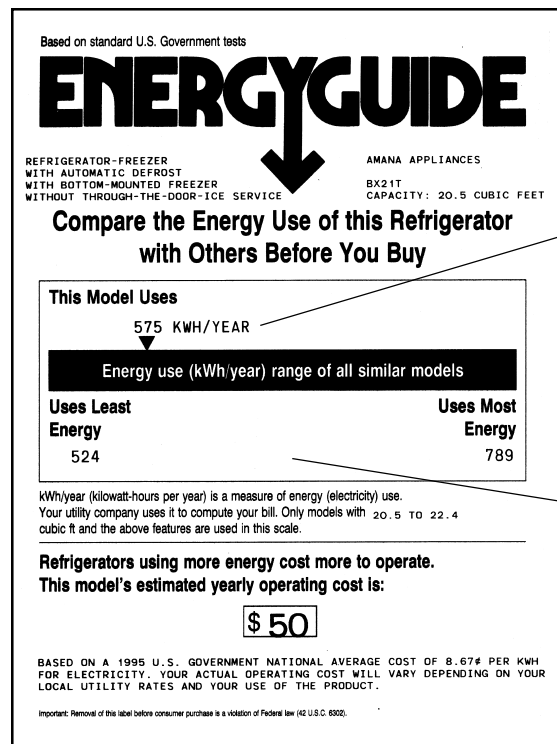 Based on standard U.S. Government tests
ENERGYGUIDE
REFRIGERATOR-FREEZER
WITH AUTOMATIC DEFROST
WITH BOTTOM-MOUNTED FREEZER
WITHOUT THROUGH-THE-DOOR-ICE SERVICE
AMANA APPLIANCES
BX21T
CAPACITY: 20.5 CUBIC FEET
Compare the Energy Use of this Refrigerator
with Others Before You Buy
This Model Uses
575 KWH/YEAR
Energy use (kWh/year) range of all similar models
Uses Least
Energy
524
Uses Most
Energy
789
kWh/year (kilowatt-hours per year) is a measure of energy (electricity) use.
Your utility company uses it to compute your bill. Only models with 20.5 TO 22.4
cubic ft and the above features are used in this scale.
Refrigerators using more energy cost more to operate.
This model's estimated yearly operating cost is:
$ 50
BASED ON A 1995 U.S. GOVERNMENT NATIONAL AVERAGE COST OF 8.67¢ PER KWH
FOR ELECTRICITY. YOUR ACTUAL OPERATING COST WILL VARY DEPENDING ON YOUR
LOCAL UTILITY RATES AND YOUR USE OF THE PRODUCT.
Important: Removal of this label before consumer purchase is a violation of Federal law (42 U.S.C. 6302).